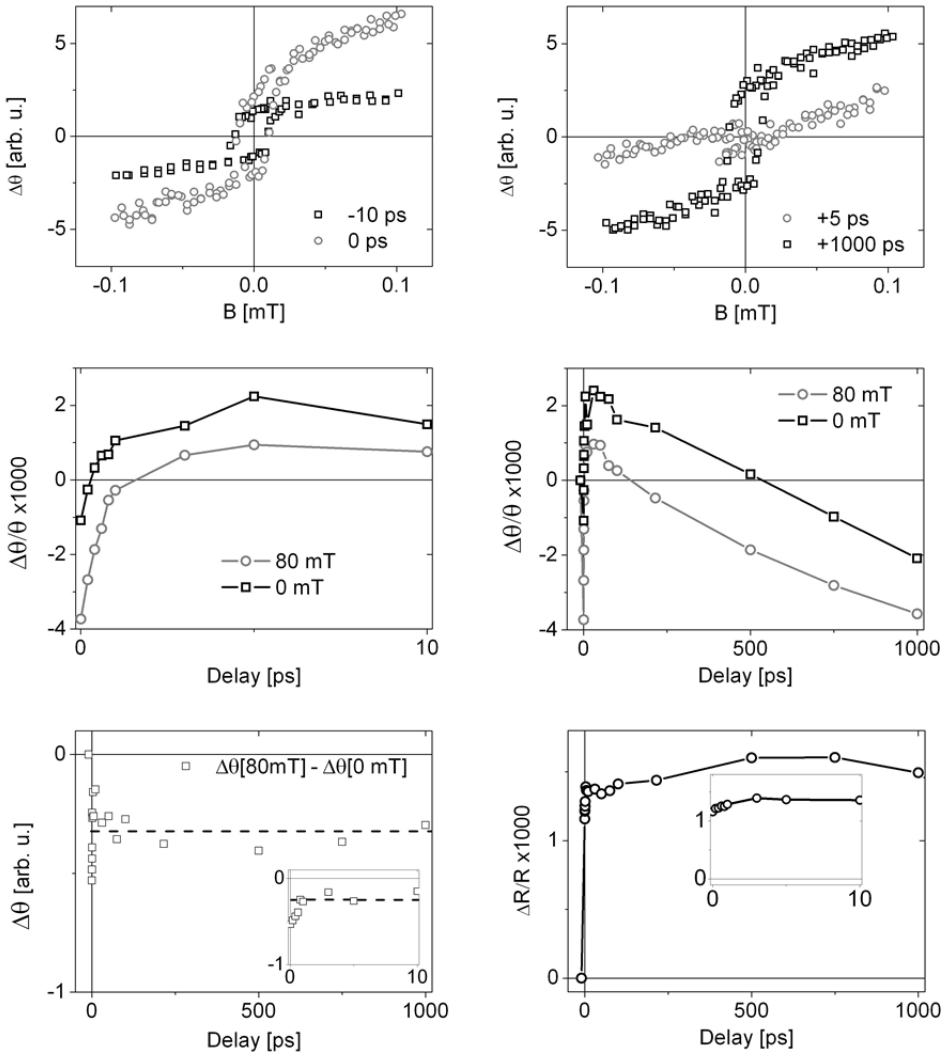 5
0
-5
Δθ [arb. u.]
-10 ps
0 ps
-0.1
0.0
0.1
B [mT]
5
0
-5
Δθ [arb. u.]
+5 ps
+1000 ps
-0.1
0.0
0.1
B [mT]
2
0
-2
-4
Δθ/θ x1000
80 mT
0 mT
0
10
Delay [ps]
2
0
-2
-4
Δθ/θ x1000
80 mT
0 mT
0
500
1000
Delay [ps]
0
-1
Δθ [arb. u.]
Δθ[80mT] - Δθ[0 mT]
0
-1
0
10
0
500
1000
Delay [ps]
1
0
ΔR/R x1000
1
0
0
10
0
500
1000
Delay [ps]